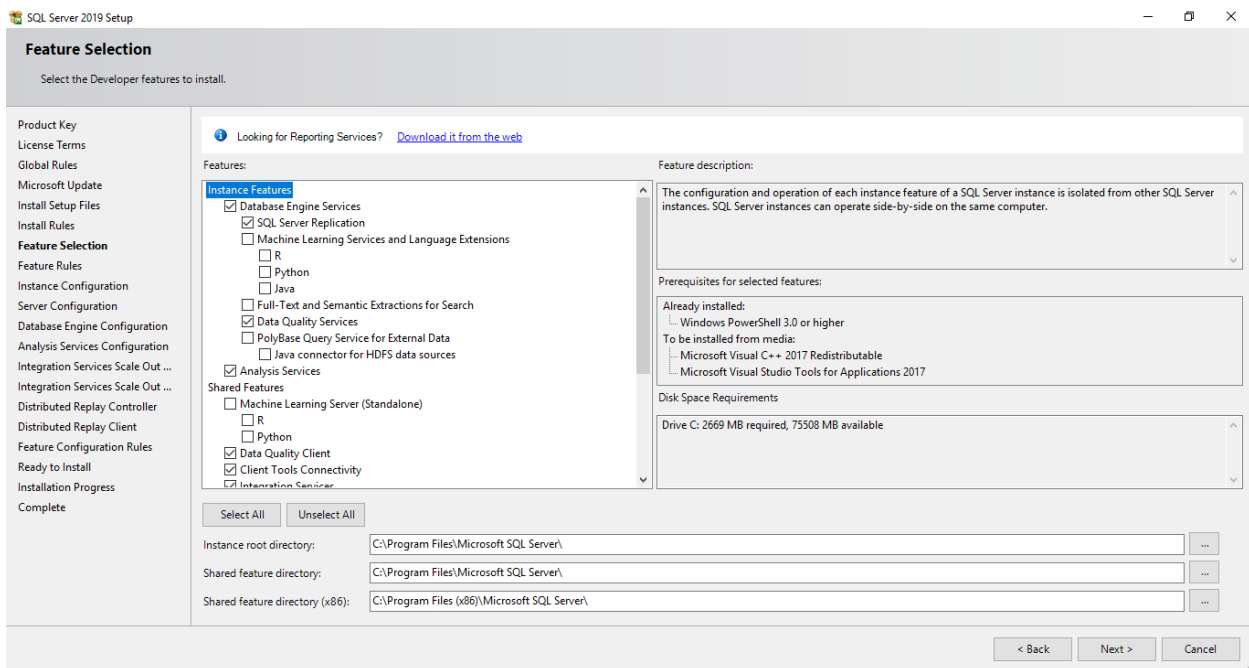 SQL Server 2019 Setup
Feature Selection
Select the Developer features to install.
Product Key
License Terms
Global Rules
Microsoft Update
Install Setup Files
Install Rules
Feature Selection
Feature Rules
Instance Configuration
Server Configuration
Database Engine Configuration
Analysis Services Configuration
Integration Services Scale Out ...
Integration Services Scale Out ...
Distributed Replay Controller
Distributed Replay Client
Feature Configuration Rules
Ready to Install
Installation Progress
Complete
Looking for Reporting Services? Download it from the web
Features:
Instance Features
Database Engine Services
SQL Server Replication
Machine Learning Services and Language Extensions
R
Python
Java
Full-Text and Semantic Extractions for Search
Data Quality Services
PolyBase Query Service for External Data
Java connector for HDFS data sources
Analysis Services
Shared Features
Machine Learning Server (Standalone)
R
Python
Data Quality Client
Client Tools Connectivity
Integration Services
Feature description:
The configuration and operation of each instance feature of a SQL Server instance is isolated from other SQL Server
instances. SQL Server instances can operate side-by-side on the same computer.
Prerequisites for selected features:
Already installed:
Windows PowerShell 3.0 or higher
To be installed from media:
Microsoft Visual C++ 2017 Redistributable
Microsoft Visual Studio Tools for Applications 2017
Disk Space Requirements
Drive C: 2669 MB required, 75508 MB available
Select All
Unselect All
Instance root directory: C:\Program Files\Microsoft SQL Server\ ...
Shared feature directory: C:\Program Files\Microsoft SQL Server\ ...
Shared feature directory (x86): C:\Program Files (x86)\Microsoft SQL Server\ ...
< Back
Next >
Cancel